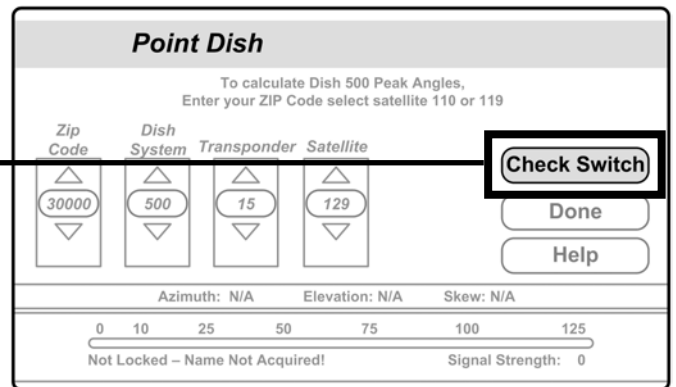 Point Dish
To calculate Dish 500 Peak Angles,
Enter your ZIP Code select satellite 110 or 119
Zip Code
Dish System
Transponder
Satellite
30000
500
15
129
Check Switch
Done
Help
Azimuth: N/A Elevation: N/A Skew: N/A
0 10 25 50 75 100 125
Not Locked – Name Not Acquired! Signal Strength: 0